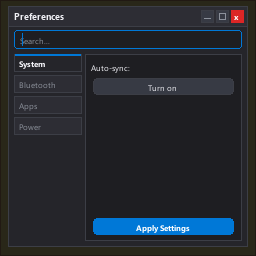 Preferences
Search...
System
Bluetooth
Apps
Power
Auto-sync:
Turn on
Apply Settings